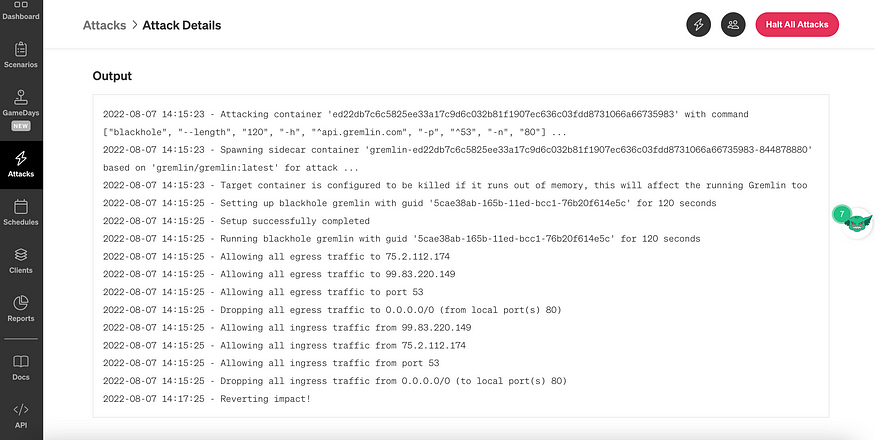 Dashboard
Scenarios
GameDays
NEW
Attacks
Schedules
Clients
Reports
Docs
API
Attacks > Attack Details
Halt All Attacks
Output
2022-08-07 14:15:23 - Attacking container 'ed22db7c6c5825ee33a17c9d6c032b81f1907ec636c03fdd8731066a66735983' with command
["blackhole", "--length", "120", "-h", "^api.gremlin.com", "-p", "^53", "-n", "80"] ...
2022-08-07 14:15:23 - Spawning sidecar container 'gremlin-ed22db7c6c5825ee33a17c9d6c032b81f1907ec636c03fdd8731066a66735983-844878880'
based on 'gremlin/gremlin:latest' for attack ...
2022-08-07 14:15:23 - Target container is configured to be killed if it runs out of memory, this will affect the running Gremlin too
2022-08-07 14:15:25 - Setting up blackhole gremlin with guid '5cae38ab-165b-11ed-bcc1-76b20f614e5c' for 120 seconds
2022-08-07 14:15:25 - Setup successfully completed
2022-08-07 14:15:25 - Running blackhole gremlin with guid '5cae38ab-165b-11ed-bcc1-76b20f614e5c' for 120 seconds
2022-08-07 14:15:25 - Allowing all egress traffic to 75.2.112.174
2022-08-07 14:15:25 - Allowing all egress traffic to 99.83.220.149
2022-08-07 14:15:25 - Allowing all egress traffic to port 53
2022-08-07 14:15:25 - Dropping all egress traffic to 0.0.0.0/0 (from local port(s) 80)
2022-08-07 14:15:25 - Allowing all ingress traffic from 99.83.220.149
2022-08-07 14:15:25 - Allowing all ingress traffic from 75.2.112.174
2022-08-07 14:15:25 - Allowing all ingress traffic from port 53
2022-08-07 14:15:25 - Dropping all ingress traffic from 0.0.0.0/0 (to local port(s) 80)
2022-08-07 14:17:25 - Reverting impact!
7